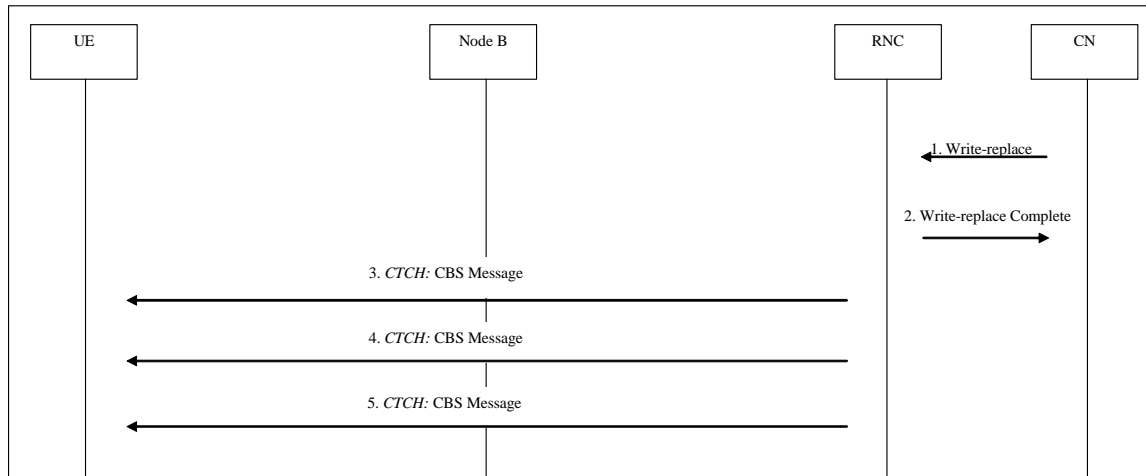 UE
Node B
RNC
CN
1. Write-replace
2. Write-replace Complete
3. CTCH: CBS Message
4. CTCH: CBS Message
5. CTCH: CBS Message